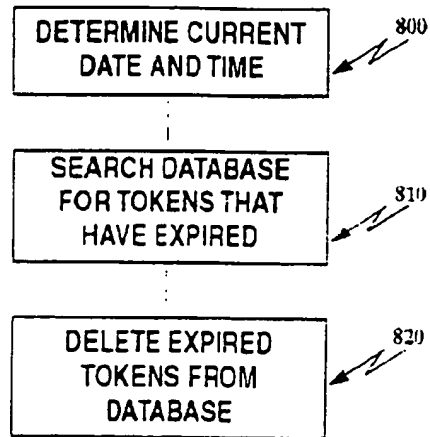 DETERMINE CURRENT
DATE AND TIME
800
SEARCH DATABASE
FOR TOKENS THAT
HAVE EXPIRED
810
DELETE EXPIRED
TOKENS FROM
DATABASE
820